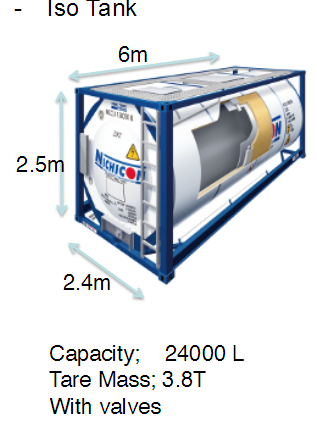 - Iso Tank
6m
2.5m
NICHICON
2.4m
Capacity; 24000 L
Tare Mass; 3.8T
With valves